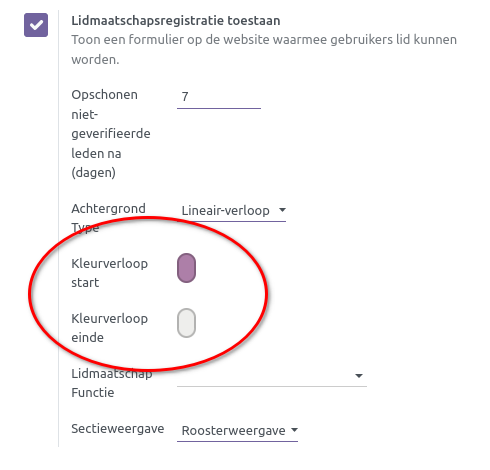 Lidmaatschapsregistratie toestaan
Toon een formulier op de website waarmee gebruikers lid kunnen
worden.
Opschonen
niet-
geverifieerde
leden na
(dagen)
7
Achtergrond
Type
Lineair-verloop
Kleurverloop
start
Kleurverloop
einde
Lidmaatschap
Functie
Sectieweergave
Roosterweergave